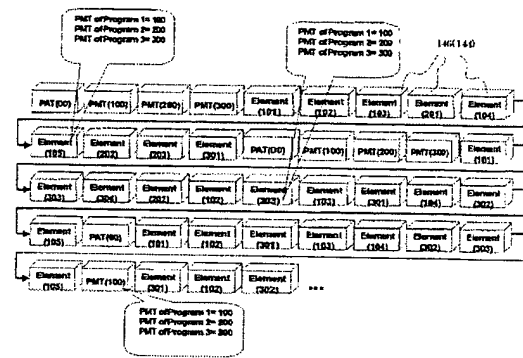 PMT of Program 1= 100
PMT of Program 2= 200
PMT of Program 3= 300
PMT of Program 1= 100
PMT of Program 2= 200
PMT of Program 3= 300
146(144)
PAT(00) PMT(100) PMT(200) PMT(300) Element (101) Element (102) Element (103) Element (201) Element (104)
Element (105) Element (202) Element (203) Element (301) PAT(00) PMT(100) PMT(200) PMT(300) Element (101)
Element (303) Element (304) Element (202) Element (102) Element (203) Element (103) Element (301) Element (104) Element (302)
Element (105) PAT(00) Element (101) Element (102) Element (301) Element (103) Element (104) Element (302) Element (303)
Element (105) PMT(100) Element (301) Element (102) Element (302) ...
PMT of Program 1= 100
PMT of Program 2= 200
PMT of Program 3= 300